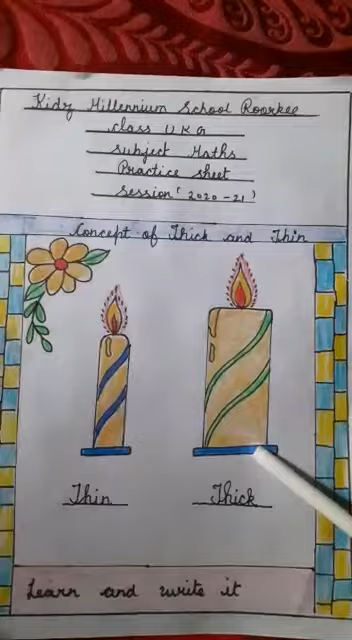 Kidz Millennium School Roorkee
Class U K G
Subject Maths
Practice sheet
Session (2020-21)
Concept of Thick and Thin
Thin
Thick
Learn and write it